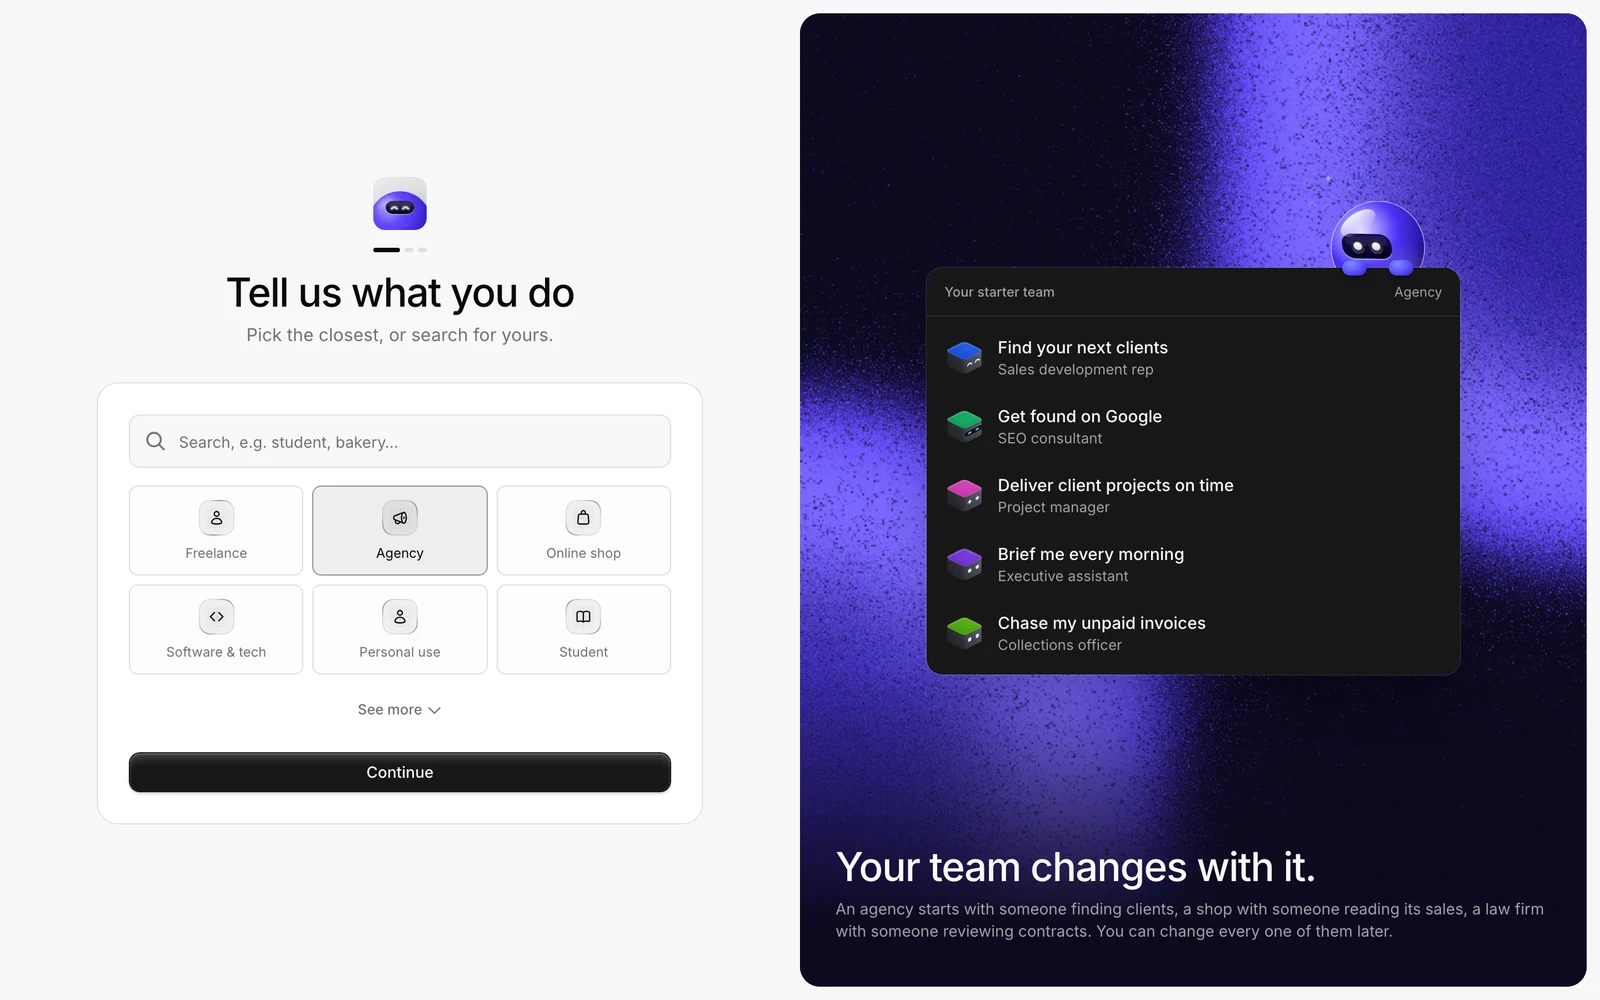 Tell us what you do
Pick the closest, or search for yours.
Search, e.g. student, bakery...
Freelance
Agency
Online shop
Software & tech
Personal use
Student
See more
Continue
Your starter team
Agency
Find your next clients
Sales development rep
Get found on Google
SEO consultant
Deliver client projects on time
Project manager
Brief me every morning
Executive assistant
Chase my unpaid invoices
Collections officer
Your team changes with it.
An agency starts with someone finding clients, a shop with someone reading its sales, a law firm
with someone reviewing contracts. You can change every one of them later.